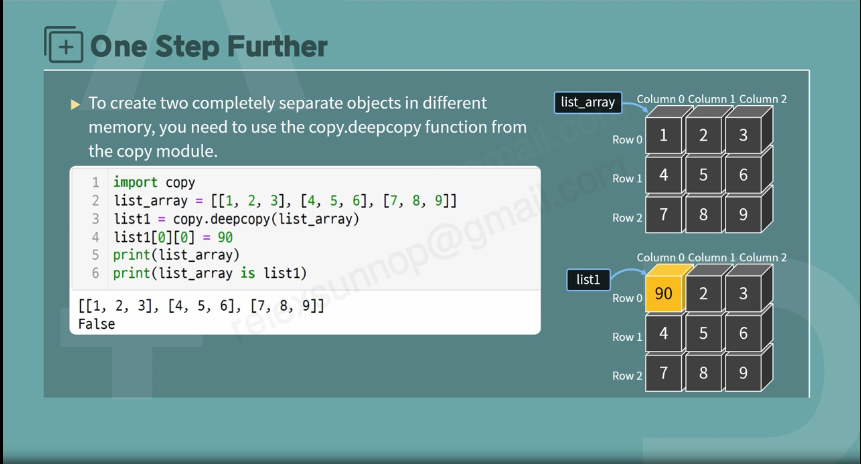 One Step Further
To create two completely separate objects in different
memory, you need to use the copy.deepcopy function from
the copy module.
1 import copy
2 list_array = [[1, 2, 3], [4, 5, 6], [7, 8, 9]]
3 list1 = copy.deepcopy(list_array)
4 list1[0][0] = 90
5 print(list_array)
6 print(list_array is list1)
[[1, 2, 3], [4, 5, 6], [7, 8, 9]]
False
list_array
Column 0 Column 1 Column 2
Row 0 1 2 3
Row 1 4 5 6
Row 2 7 8 9
list1
Column 0 Column 1 Column 2
Row 0 90 2 3
Row 1 4 5 6
Row 2 7 8 9